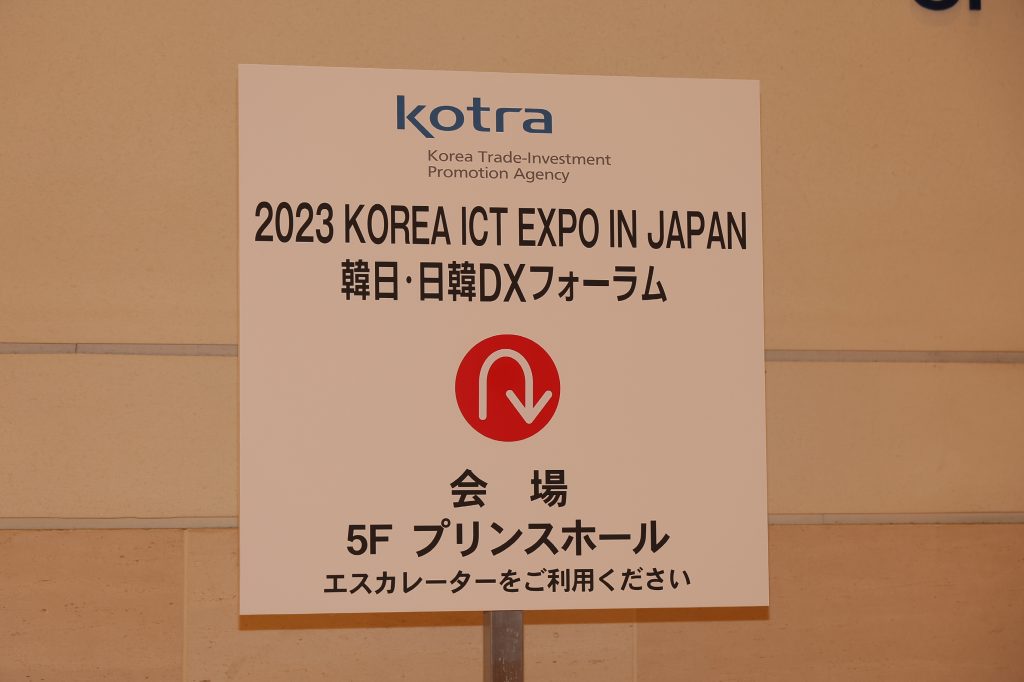 kotra
Korea Trade-Investment
Promotion Agency
2023 KOREA ICT EXPO IN JAPAN
韓日・日韓DXフォーラム
会 場
5F プリンスホール
エスカレーターをご利用ください